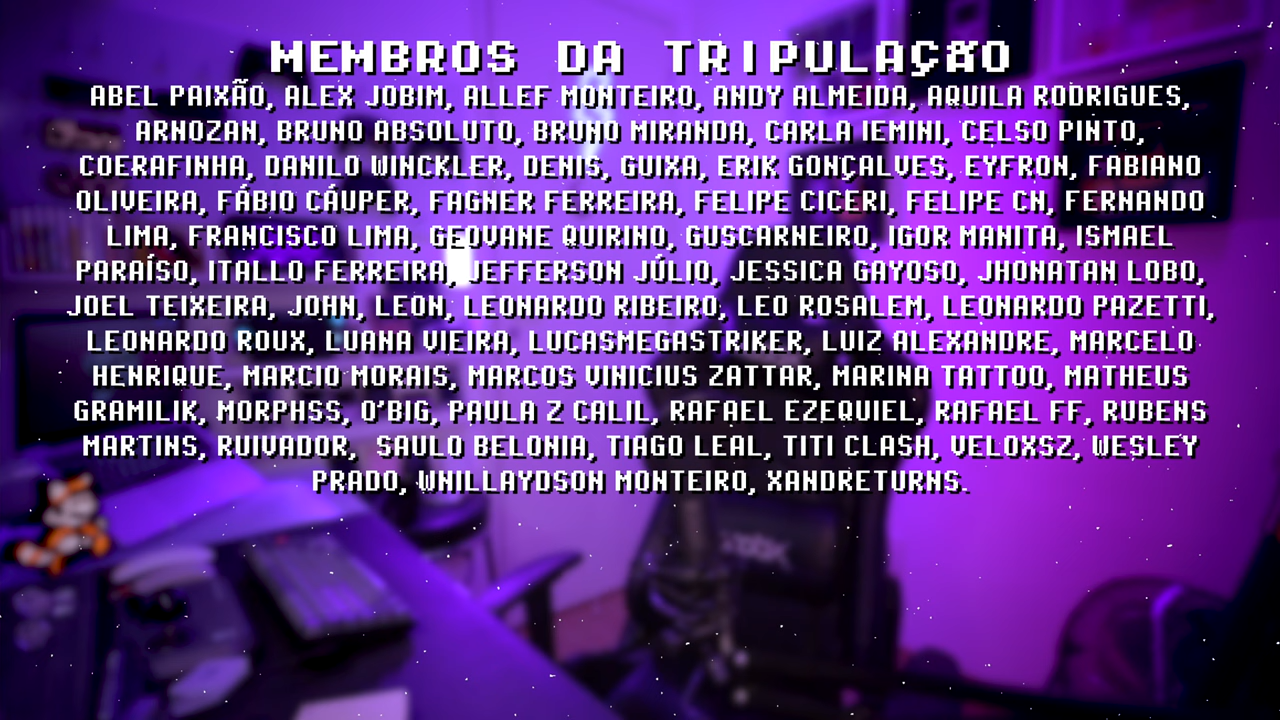 MEMBROS DA TRIPULAÇÃO
ABEL PAIXÃO, ALEX JOBIM, ALLEF MONTEIRO, ANDY ALMEIDA, AQUILA RODRIGUES,
ARNOZAN, BRUNO ABSOLUTO, BRUNO MIRANDA, CARLA IEMINI, CELSO PINTO,
COERAFINHA, DANILO WINCKLER, DENIS, GUIXA, ERIK GONÇALVES, EYFRON, FABIANO
OLIVEIRA, FÁBIO CÁUPER, FAGNER FERREIRA, FELIPE CICERI, FELIPE CN, FERNANDO
LIMA, FRANCISCO LIMA, GEOVANE QUIRINO, GUSCARNEIRO, IGOR MANITA, ISMAEL
PARAÍSO, ITALLO FERREIRA, JEFFERSON JÚLIO, JESSICA GAYOSO, JHONATAN LOBO,
JOEL TEIXEIRA, JOHN, LEON, LEONARDO RIBEIRO, LEO ROSALEM, LEONARDO PAZETTI,
LEONARDO ROUX, LUANA VIEIRA, LUCASMEGASTRIKER, LUIZ ALEXANDRE, MARCELO
HENRIQUE, MARCIO MORAIS, MARCOS VINICIUS ZATTAR, MARINA TATTOO, MATHEUS
GRAMILIK, MORPHSS, O'BIG, PAULA Z CALIL, RAFAEL EZEQUIEL, RAFAEL FF, RUBENS
MARTINS, RUIVADOR, SAULO BELONIA, TIAGO LEAL, TITI CLASH, VELOXSZ, WESLEY
PRADO, WNILLAYDSON MONTEIRO, XANDRETURNS.